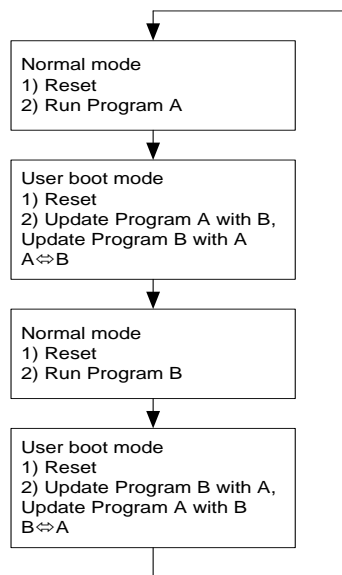 Normal mode
1) Reset
2) Run Program A
User boot mode
1) Reset
2) Update Program A with B,
Update Program B with A
A⇔B
Normal mode
1) Reset
2) Run Program B
User boot mode
1) Reset
2) Update Program B with A,
Update Program A with B
B⇔A